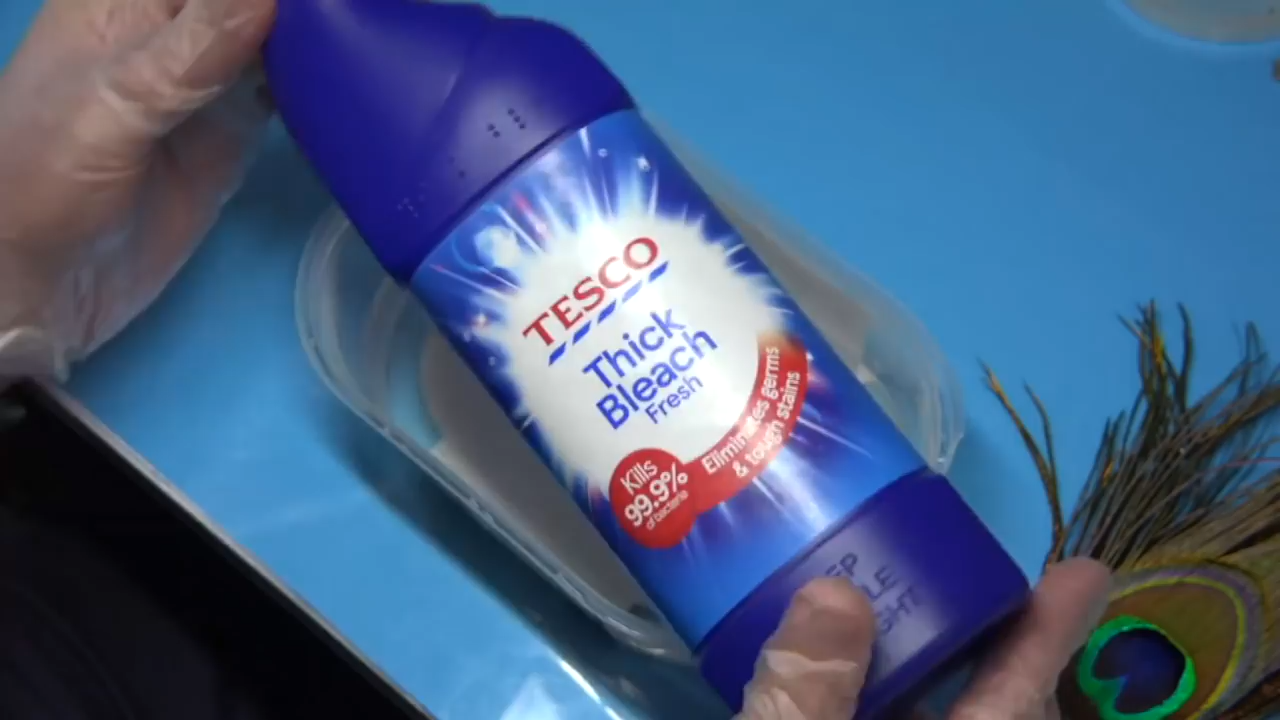 TESCO
Thick
Bleach
Fresh
Kills
99.9%
of bacteria
Eliminates germs
& tough stains